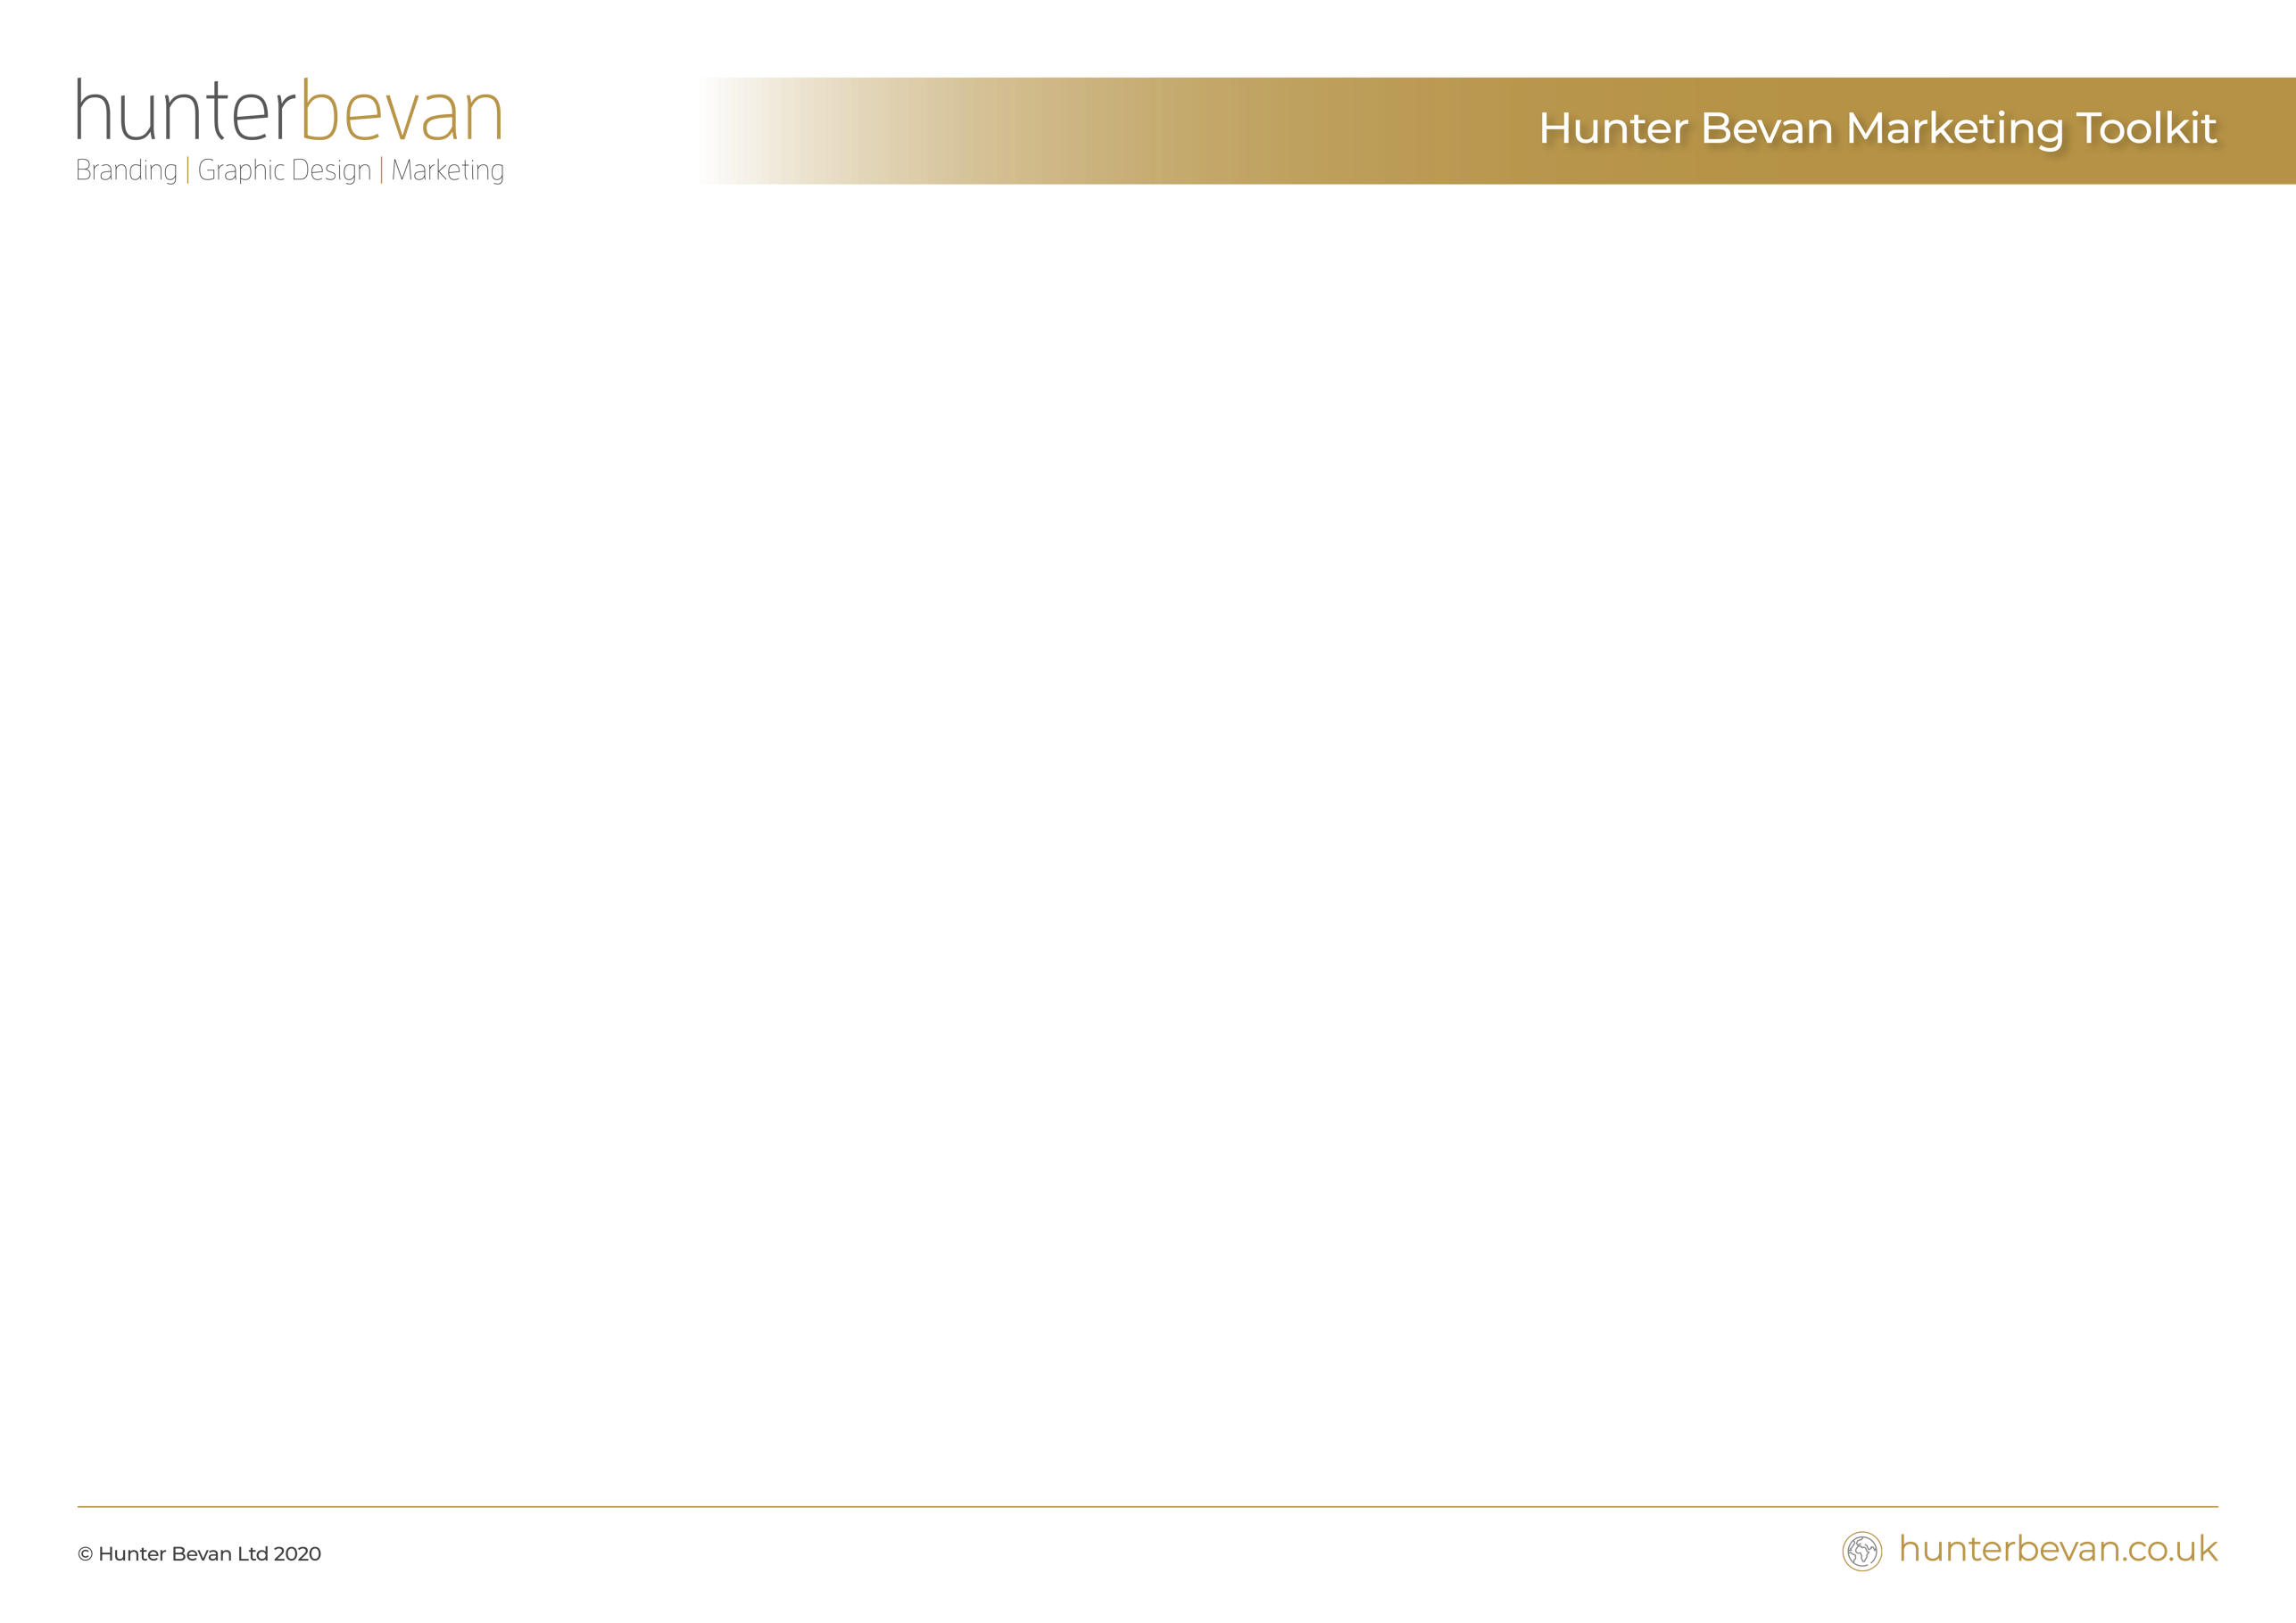 hunterbevan
Branding | Graphic Design | Marketing
Hunter Bevan Marketing Toolkit
© Hunter Bevan Ltd 2020
hunterbevan.co.uk